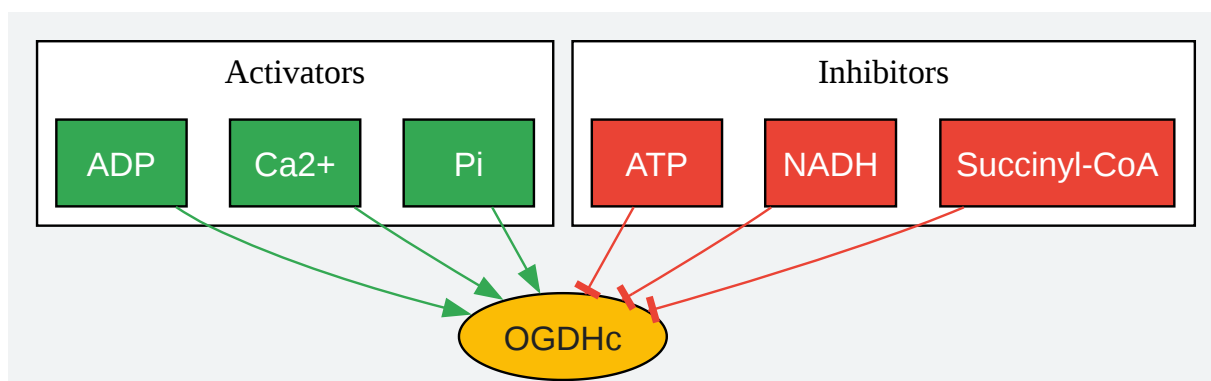 Activators
Inhibitors
ADP
Ca2+
Pi
ATP
NADH
Succinyl-CoA
OGDHc